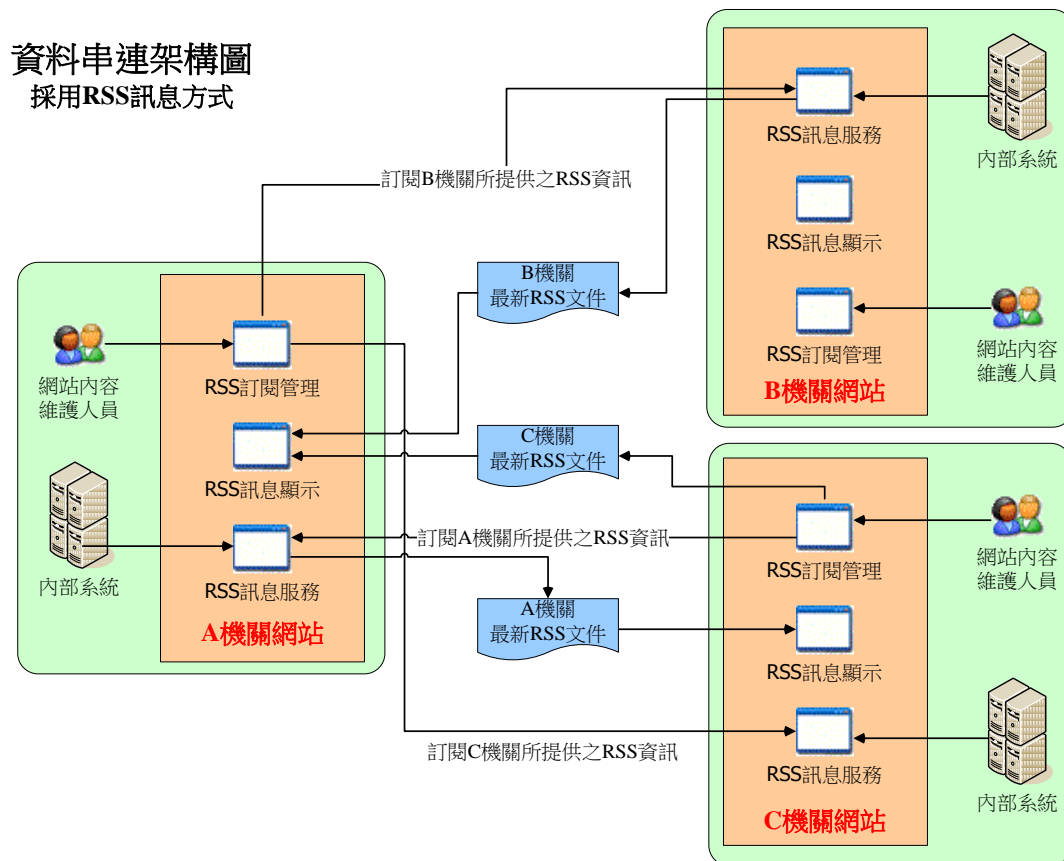 資料串連架構圖
採用RSS訊息方式
RSS訊息服務
內部系統
訂閱B機關所提供之RSS資訊
RSS訊息顯示
B機關
最新RSS文件
RSS訂閱管理
網站內容
維護人員
B機關網站
網站內容
維護人員
RSS訂閱管理
RSS訊息顯示
C機關
最新RSS文件
RSS訂閱管理
網站內容
維護人員
訂閱A機關所提供之RSS資訊
內部系統
RSS訊息服務
A機關網站
A機關
最新RSS文件
RSS訊息顯示
訂閱C機關所提供之RSS資訊
RSS訊息服務
內部系統
C機關網站